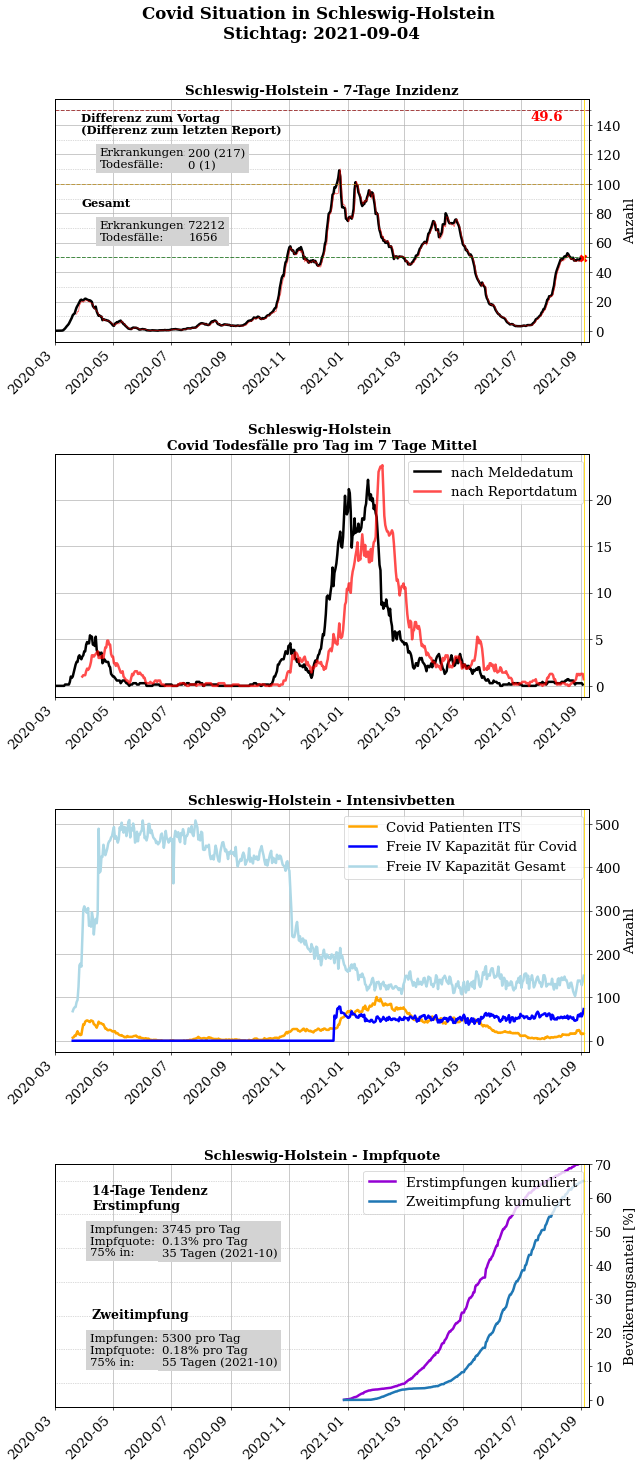 Covid Situation in Schleswig-Holstein
Stichtag: 2021-09-04
Schleswig-Holstein - 7-Tage Inzidenz
Differenz zum Vortag
(Differenz zum letzten Report)
Erkrankungen 200 (217)
Todesfälle: 0 (1)
Gesamt
Erkrankungen 72212
Todesfälle: 1656
49.6
140
120
100
80
60
40
20
0
Anzahl
2020-03 2020-05 2020-07 2020-09 2020-11 2021-01 2021-03 2021-05 2021-07 2021-09
Schleswig-Holstein
Covid Todesfälle pro Tag im 7 Tage Mittel
nach Meldedatum
nach Reportdatum
20
15
10
5
0
2020-03 2020-05 2020-07 2020-09 2020-11 2021-01 2021-03 2021-05 2021-07 2021-09
Schleswig-Holstein - Intensivbetten
Covid Patienten ITS
Freie IV Kapazität für Covid
Freie IV Kapazität Gesamt
500
400
300
200
100
0
Anzahl
2020-03 2020-05 2020-07 2020-09 2020-11 2021-01 2021-03 2021-05 2021-07 2021-09
Schleswig-Holstein - Impfquote
14-Tage Tendenz
Erstimpfung
Impfungen: 3745 pro Tag
Impfquote: 0.13% pro Tag
75% in: 35 Tagen (2021-10)
Zweitimpfung
Impfungen: 5300 pro Tag
Impfquote: 0.18% pro Tag
75% in: 55 Tagen (2021-10)
Erstimpfungen kumuliert
Zweitimpfung kumuliert
70
60
50
40
30
20
10
0
Bevölkerungsanteil [%]
2020-03 2020-05 2020-07 2020-09 2020-11 2021-01 2021-03 2021-05 2021-07 2021-09